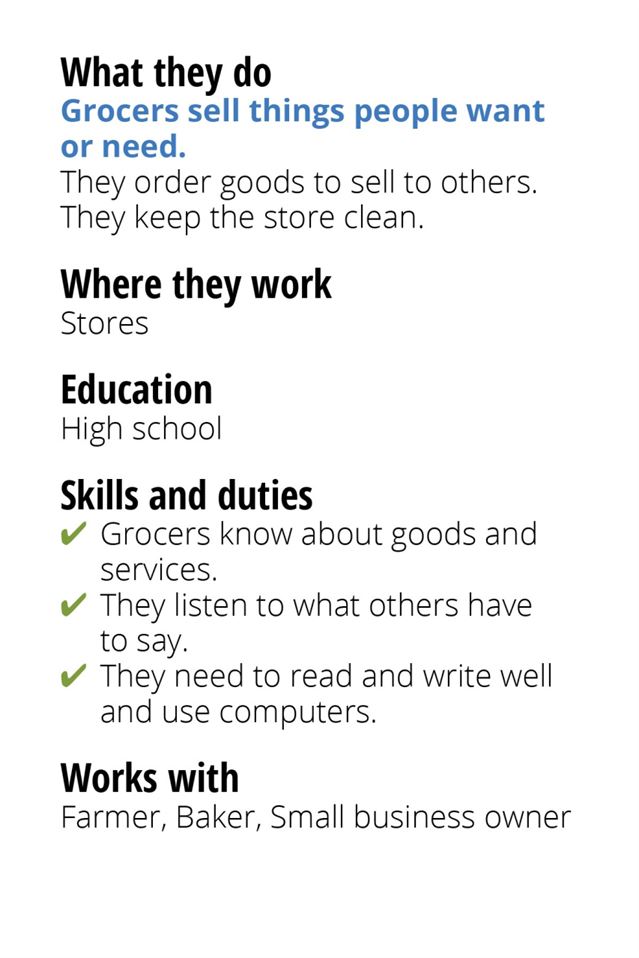 What they do
Grocers sell things people want
or need.
They order goods to sell to others.
They keep the store clean.
Where they work
Stores
Education
High school
Skills and duties
✔ Grocers know about goods and
services.
✔ They listen to what others have
to say.
✔ They need to read and write well
and use computers.
Works with
Farmer, Baker, Small business owner